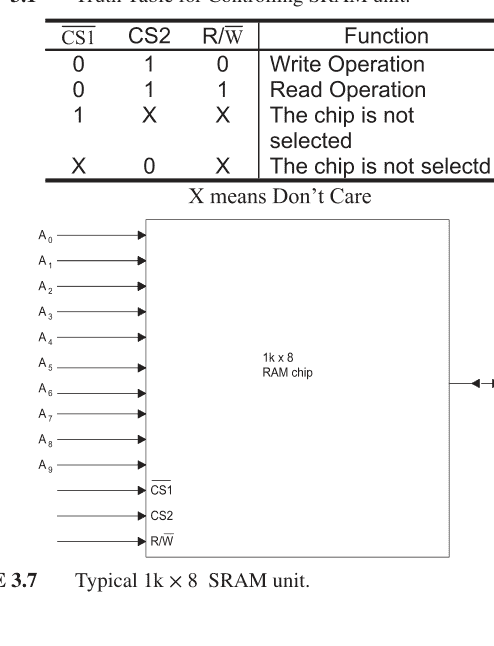 3.1 Truth Table for Controlling SRAM unit.
CS1 CS2 R/W Function
0 1 0 Write Operation
0 1 1 Read Operation
1 X X The chip is not
selected
X 0 X The chip is not selectd
X means Don't Care
A0
A1
A2
A3
A4
A5
A6
A7
A8
A9
1k x 8
RAM chip
CS1
CS2
R/W
E 3.7 Typical 1k × 8 SRAM unit.